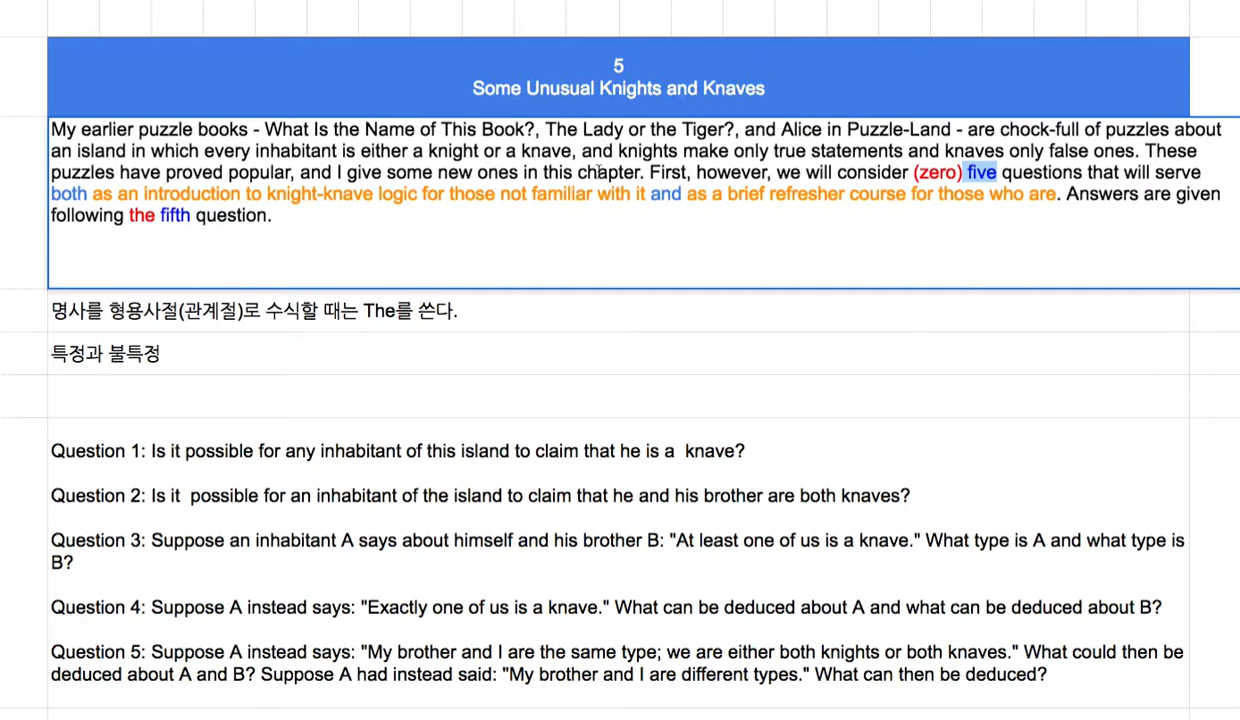 5
Some Unusual Knights and Knaves
My earlier puzzle books - What Is the Name of This Book?, The Lady or the Tiger?, and Alice in Puzzle-Land - are chock-full of puzzles about
an island in which every inhabitant is either a knight or a knave, and knights make only true statements and knaves only false ones. These
puzzles have proved popular, and I give some new ones in this chapter. First, however, we will consider (zero) five questions that will serve
both as an introduction to knight-knave logic for those not familiar with it and as a brief refresher course for those who are. Answers are given
following the fifth question.
명사를 형용사절(관계절)로 수식할 때는 The를 쓴다.
특정과 불특정
Question 1: Is it possible for any inhabitant of this island to claim that he is a  knave?
Question 2: Is it  possible for an inhabitant of the island to claim that he and his brother are both knaves?
Question 3: Suppose an inhabitant A says about himself and his brother B: "At least one of us is a knave." What type is A and what type is
B?
Question 4: Suppose A instead says: "Exactly one of us is a knave." What can be deduced about A and what can be deduced about B?
Question 5: Suppose A instead says: "My brother and I are the same type; we are either both knights or both knaves." What could then be
deduced about A and B? Suppose A had instead said: "My brother and I are different types." What can then be deduced?